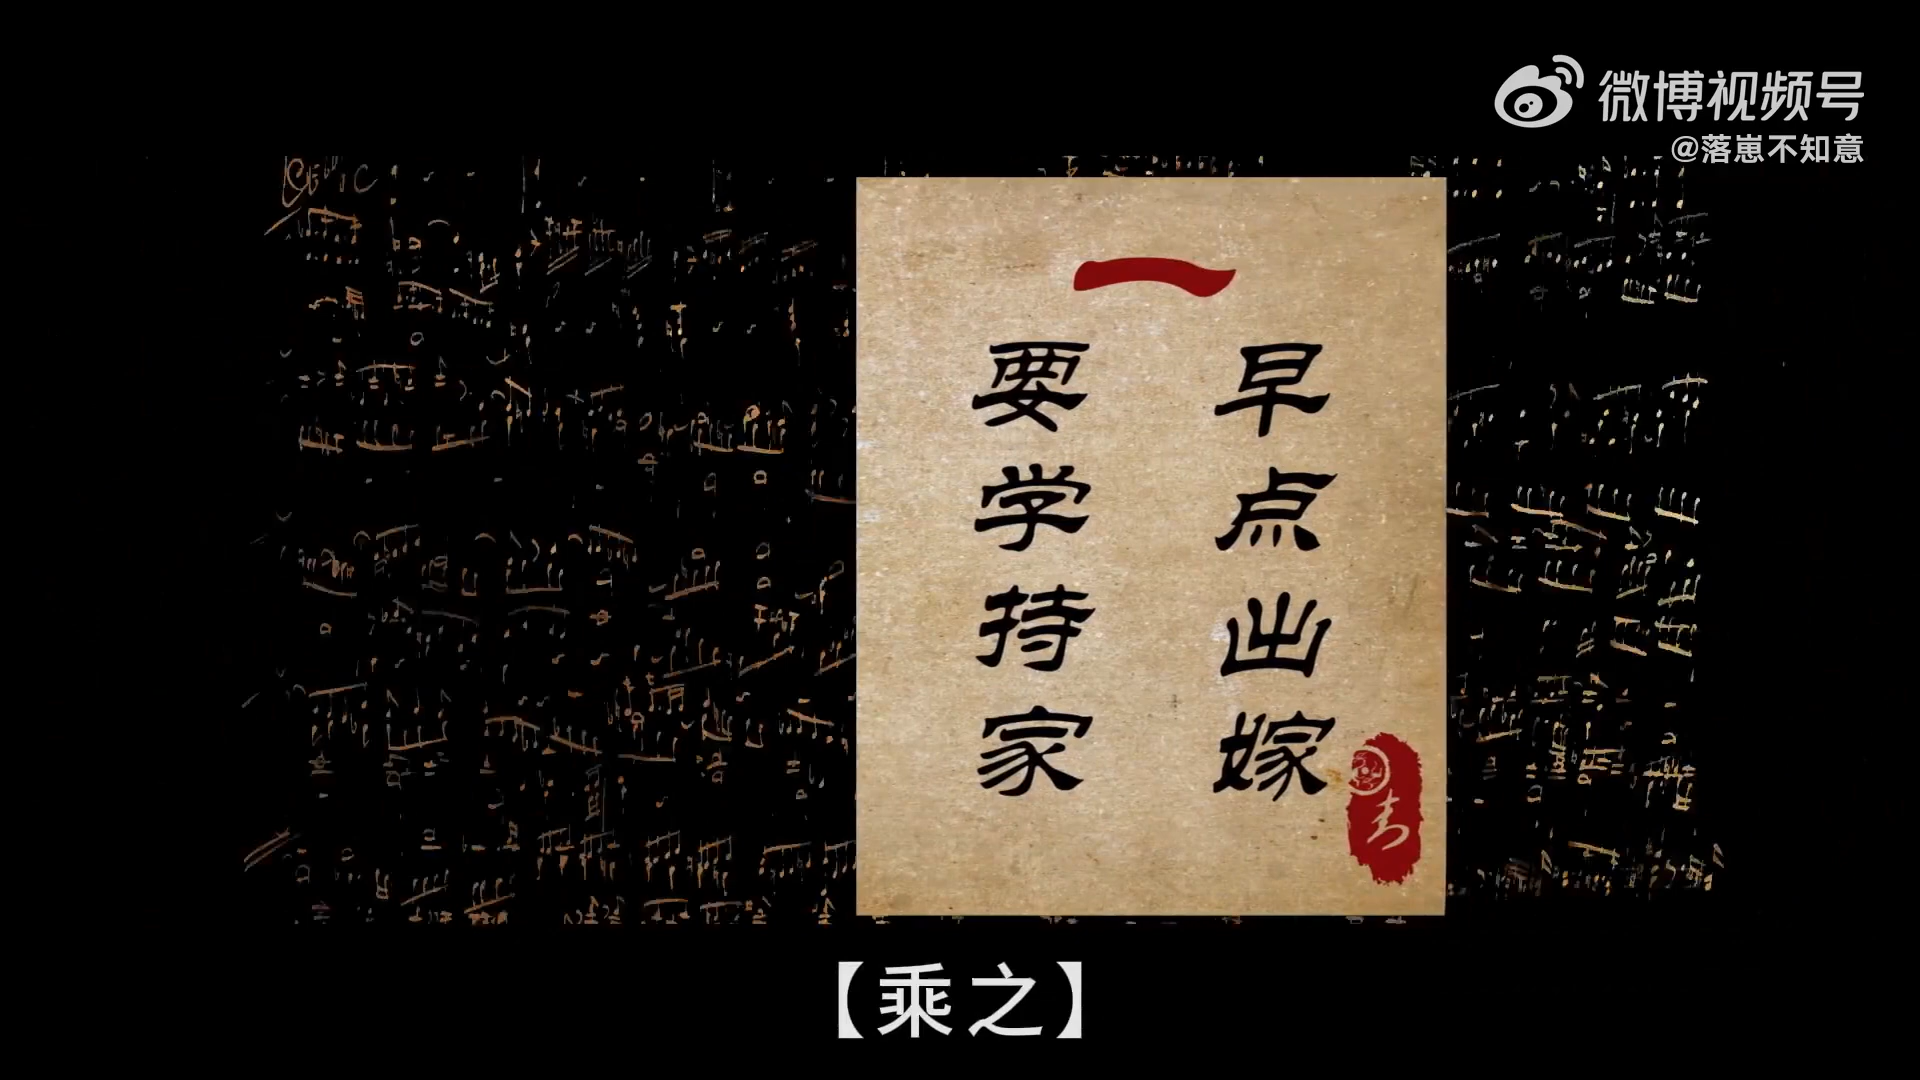 微博视频号
@落崽不知意
一
早点出嫁
要学持家
【乘之】